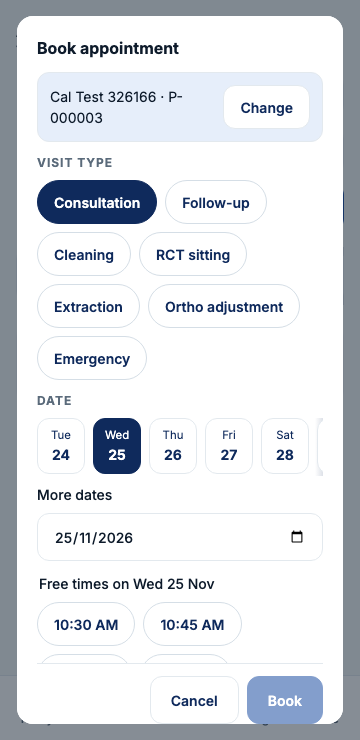 Book appointment
Cal Test 326166 · P-
000003
Change
VISIT TYPE
Consultation
Follow-up
Cleaning
RCT sitting
Extraction
Ortho adjustment
Emergency
DATE
Tue
24
Wed
25
Thu
26
Fri
27
Sat
28
More dates
25/11/2026
Free times on Wed 25 Nov
10:30 AM
10:45 AM
Cancel
Book